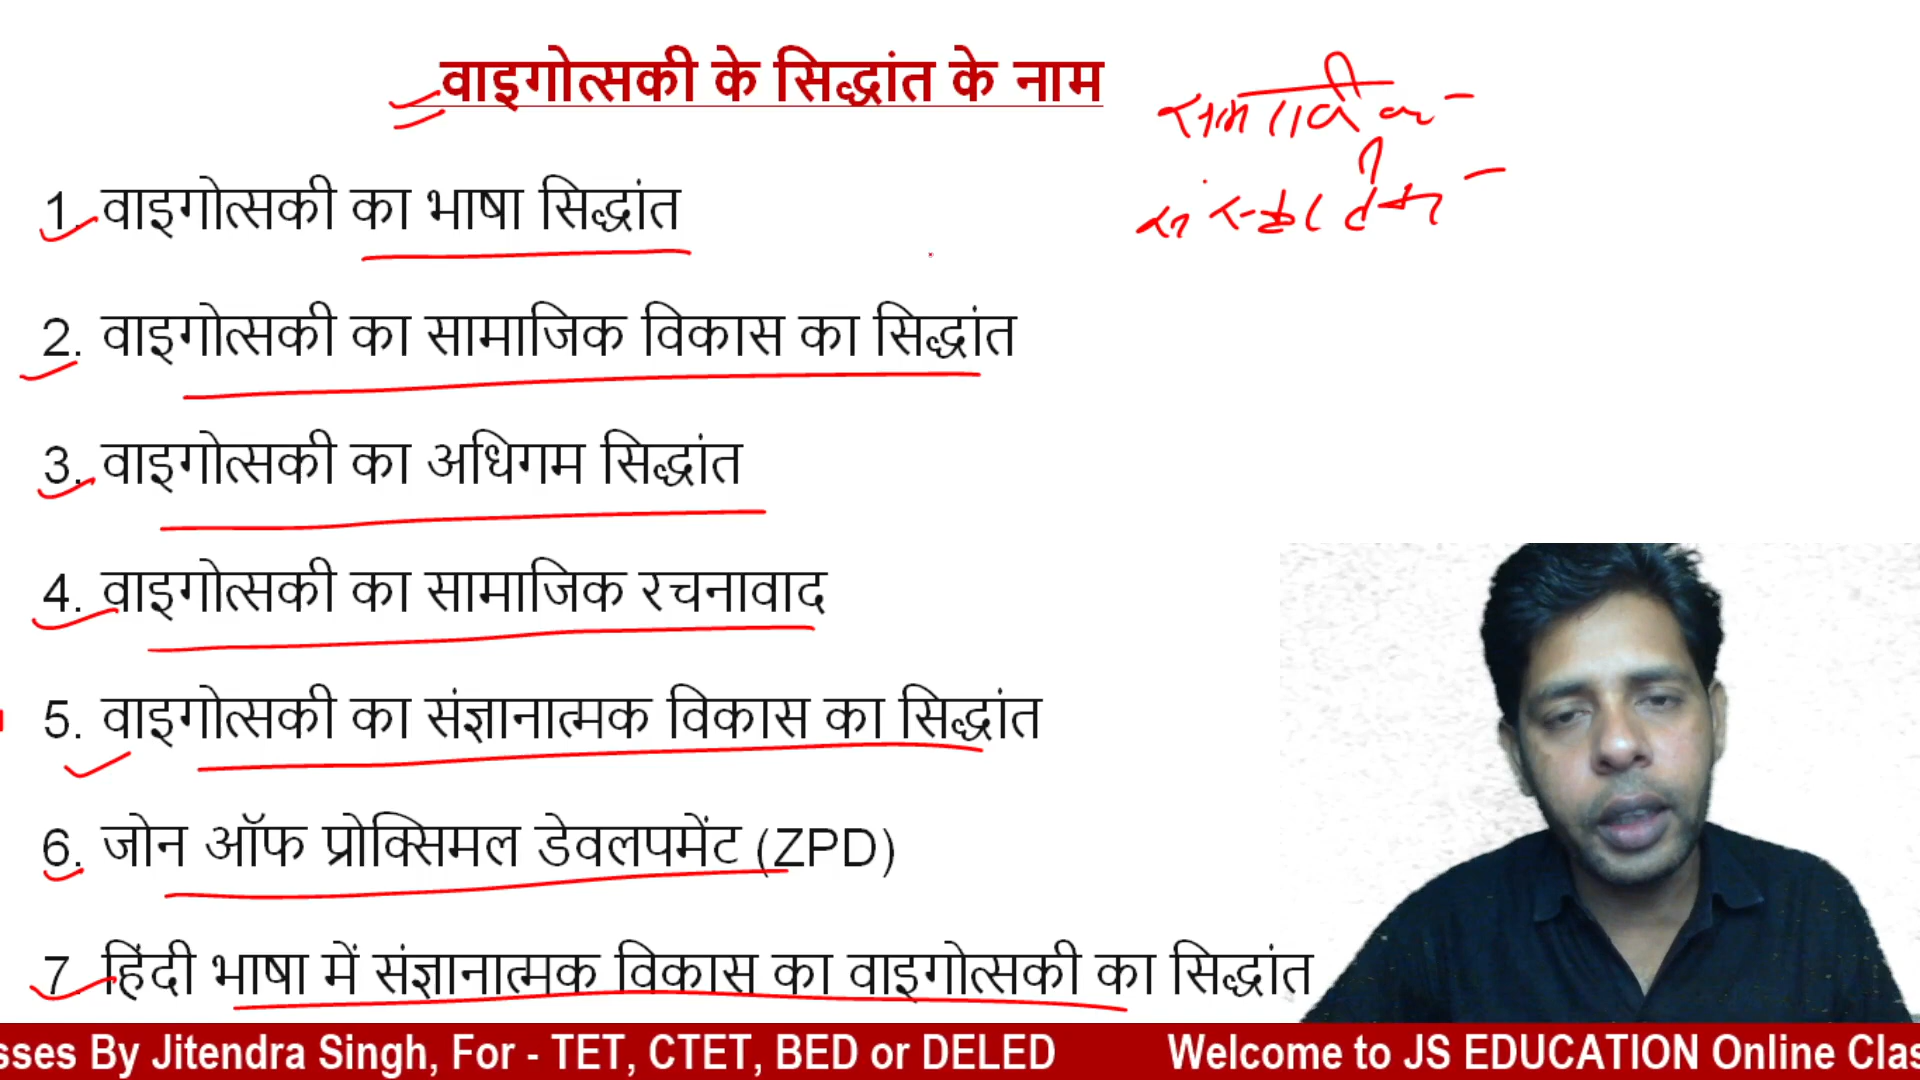 वाइगोत्सकी के सिद्धांत के नाम
1. वाइगोत्सकी का भाषा सिद्धांत
2. वाइगोत्सकी का सामाजिक विकास का सिद्धांत
3. वाइगोत्सकी का अधिगम सिद्धांत
4. वाइगोत्सकी का सामाजिक रचनावाद
5. वाइगोत्सकी का संज्ञानात्मक विकास का सिद्धांत
6. जोन ऑफ प्रोक्सिमल डेवलपमेंट (ZPD)
7. हिंदी भाषा में संज्ञानात्मक विकास का वाइगोत्सकी का सिद्धांत
sses By Jitendra Singh, For - TET, CTET, BED or DELED Welcome to JS EDUCATION Online Clas